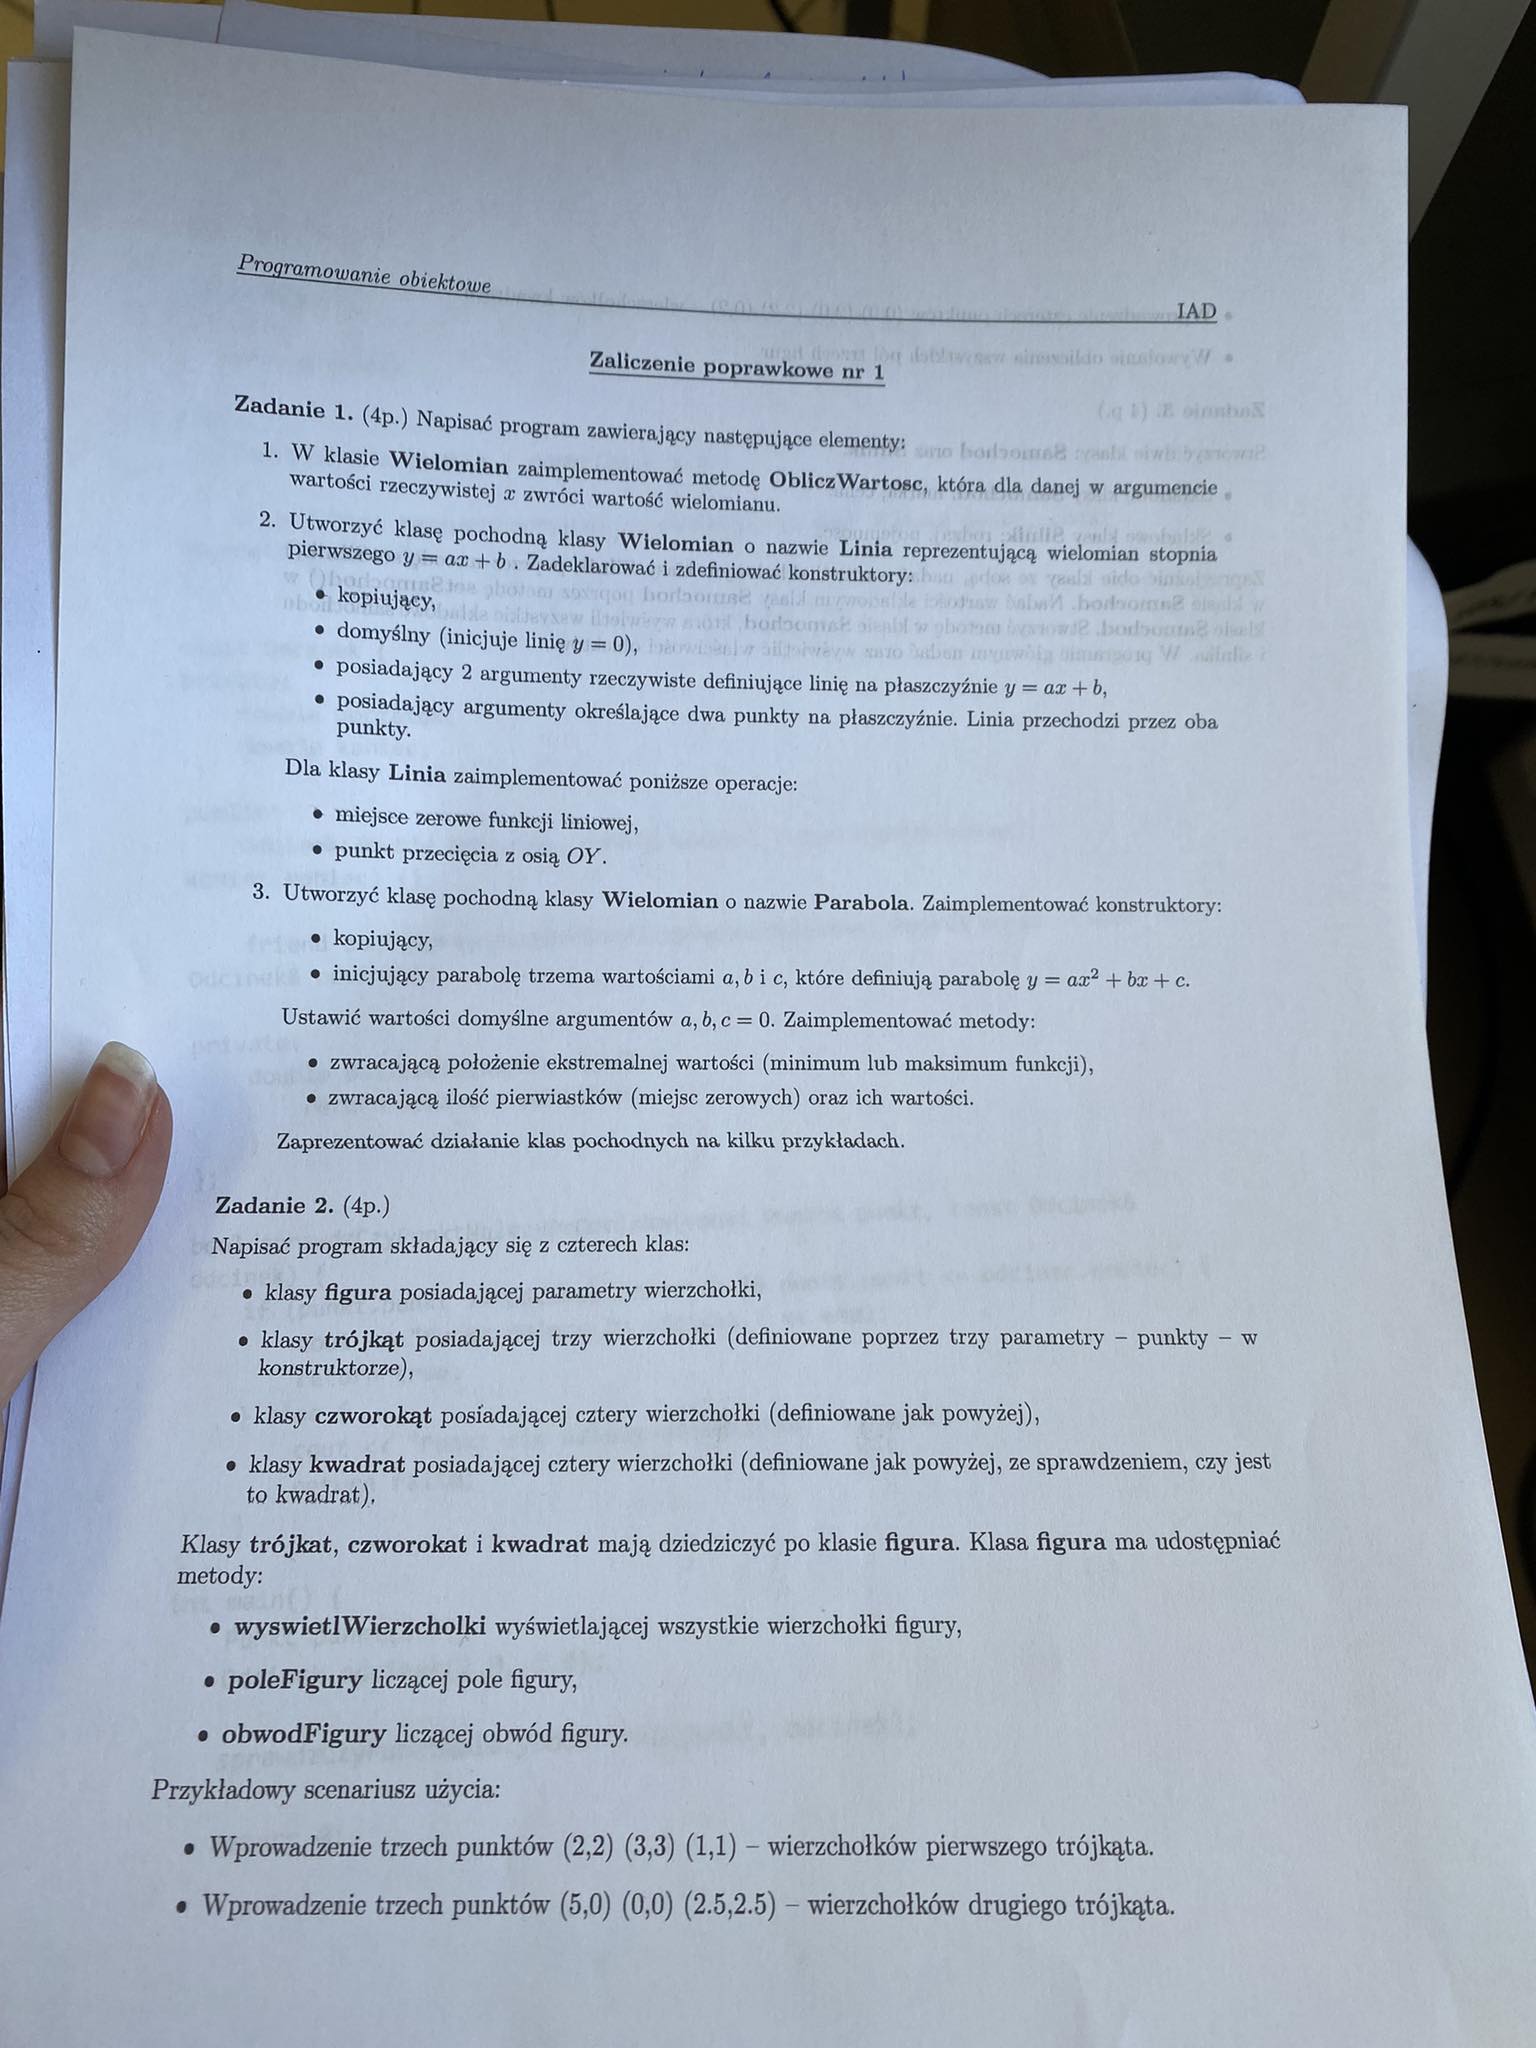 Programowanie obiektowe
IAD
Zaliczenie poprawkowe nr 1
Zadanie 1. (4p.) Napisać program zawierający następujące elementy:
1. W klasie Wielomian zaimplementować metodę ObliczWartosc, która dla danej w argumencie
wartości rzeczywistej x zwróci wartość wielomianu.
2. Utworzyć klasę pochodną klasy Wielomian o nazwie Linia reprezentującą wielomian stopnia
pierwszego y = ax + b . Zadeklarować i zdefiniować konstruktory:
• kopiujący,
• domyślny (inicjuje linię y = 0),
• posiadający 2 argumenty rzeczywiste definiujące linię na płaszczyźnie y = ax + b,
• posiadający argumenty określające dwa punkty na płaszczyźnie. Linia przechodzi przez oba
punkty.
Dla klasy Linia zaimplementować poniższe operacje:
• miejsce zerowe funkcji liniowej,
• punkt przecięcia z osią OY.
3. Utworzyć klasę pochodną klasy Wielomian o nazwie Parabola. Zaimplementować konstruktory:
• kopiujący,
• inicjujący parabolę trzema wartościami a, b i c, które definiują parabolę y = ax² + bx + c.
Ustawić wartości domyślne argumentów a, b, c = 0. Zaimplementować metody:
• zwracającą położenie ekstremalnej wartości (minimum lub maksimum funkcji),
• zwracającą ilość pierwiastków (miejsc zerowych) oraz ich wartości.
Zaprezentować działanie klas pochodnych na kilku przykładach.
Zadanie 2. (4p.)
Napisać program składający się z czterech klas:
• klasy figura posiadającej parametry wierzchołki,
• klasy trójkąt posiadającej trzy wierzchołki (definiowane poprzez trzy parametry – punkty – w
konstruktorze),
• klasy czworokąt posiadającej cztery wierzchołki (definiowane jak powyżej),
• klasy kwadrat posiadającej cztery wierzchołki (definiowane jak powyżej, ze sprawdzeniem, czy jest
to kwadrat).
Klasy trójkat, czworokat i kwadrat mają dziedziczyć po klasie figura. Klasa figura ma udostępniać
metody:
• wyswietlWierzcholki wyświetlającej wszystkie wierzchołki figury,
• poleFigury liczącej pole figury,
• obwodFigury liczącej obwód figury.
Przykładowy scenariusz użycia:
• Wprowadzenie trzech punktów (2,2) (3,3) (1,1) – wierzchołków pierwszego trójkąta.
• Wprowadzenie trzech punktów (5,0) (0,0) (2.5,2.5) – wierzchołków drugiego trójkąta.